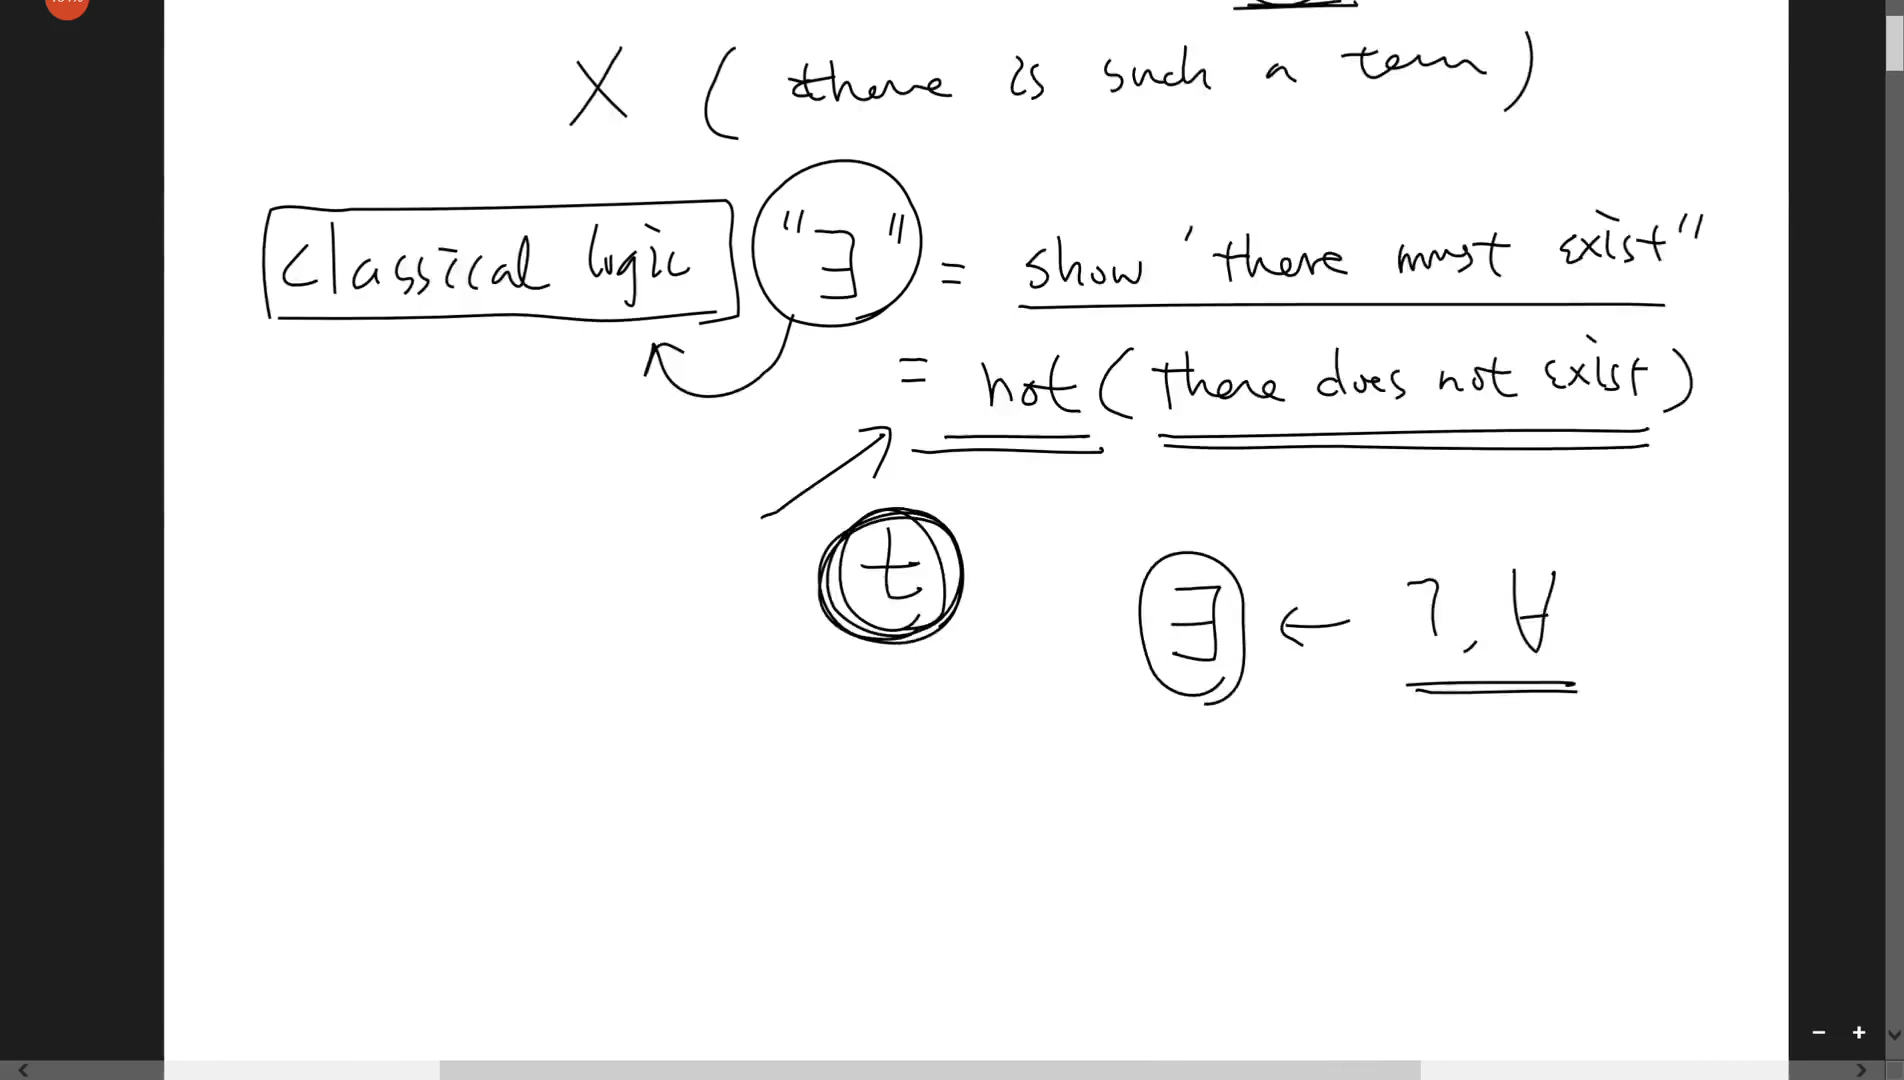 X ( there is such a term )
classical logic "∃" = show 'there must exist"
= not ( there does not exist )
t
∃ ← ¬, ∀